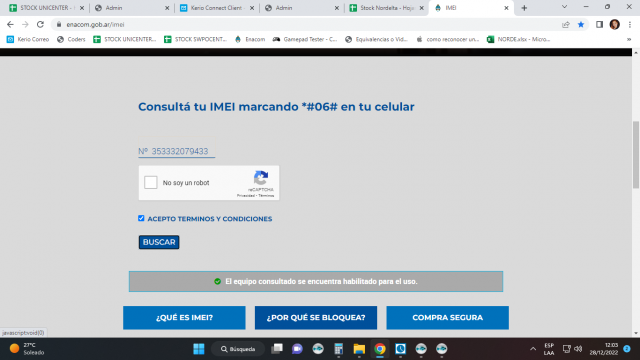 STOCK UNICENTER -
Admin
Kerio Connect Client
Admin
Stock Nordelta - Hoja
IMEI
enacom.gob.ar/imei
Kerio Correo
Coders
STOCK UNICENTER...
STOCK SWPOCENT...
Enacom
Gamepad Tester - C...
Equivalencias o Vid...
como reconocer un...
NORDE.xlsx - Micro...
Consultá tu IMEI marcando *#06# en tu celular
Nº 353332079433
No soy un robot
reCAPTCHA
Privacidad - Términos
ACEPTO TERMINOS Y CONDICIONES
BUSCAR
El equipo consultado se encuentra habilitado para el uso.
¿QUÉ ES IMEI?
¿POR QUÉ SE BLOQUEA?
COMPRA SEGURA
javascript:void(0)
27°C
Soleado
Búsqueda
ESP
LAA
12:03
28/12/2022